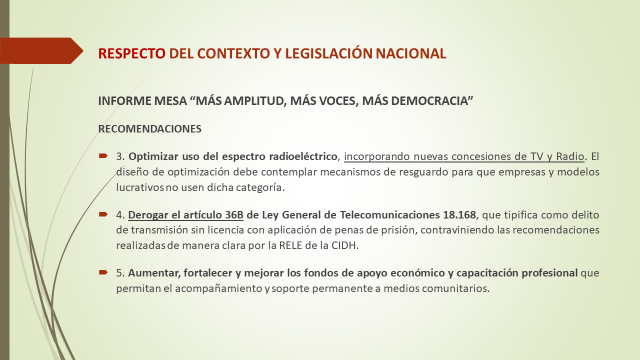 RESPECTO DEL CONTEXTO Y LEGISLACIÓN NACIONAL
INFORME MESA “MÁS AMPLITUD, MÁS VOCES, MÁS DEMOCRACIA”
RECOMENDACIONES
3. Optimizar uso del espectro radioeléctrico, incorporando nuevas concesiones de TV y Radio. El
diseño de optimización debe contemplar mecanismos de resguardo para que empresas y modelos
lucrativos no usen dicha categoría.
4. Derogar el artículo 36B de Ley General de Telecomuniciones 18.168, que tipifica como delito
de transmisión sin licencia con aplicación de penas de prisión, contraviniendo las recomendaciones
realizadas de manera clara por la RELE de la CIDH.
5. Aumentar, fortalecer y mejorar los fondos de apoyo económico y capacitación profesional que
permitan el acompañamiento y soporte permanente a medios comunitarios.